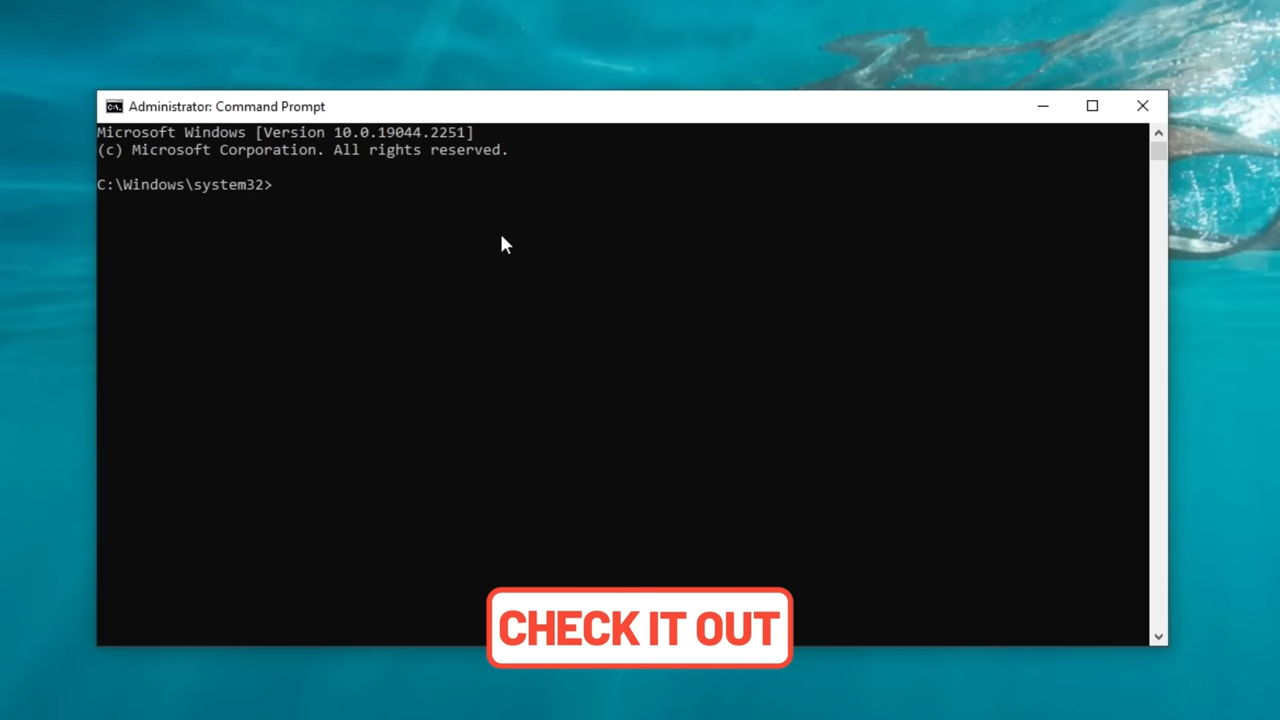 Administrator: Command Prompt
Microsoft Windows [Version 10.0.19044.2251]
(c) Microsoft Corporation. All rights reserved.
C:\Windows\system32>
CHECK IT OUT